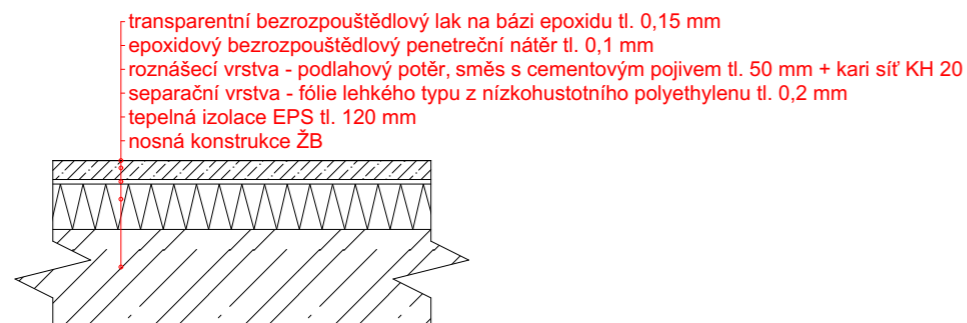 transparentní bezrozpouštědlový lak na bázi epoxidu tl. 0,15 mm
epoxidový bezrozpouštědlový penetreční nátěr tl. 0,1 mm
roznášecí vrstva - podlahový potěr, směs s cementovým pojivem tl. 50 mm + kari síť KH 20
separační vrstva - fólie lehkého typu z nízkohustotního polyethylenu tl. 0,2 mm
tepelná izolace EPS tl. 120 mm
nosná konstrukce ŽB